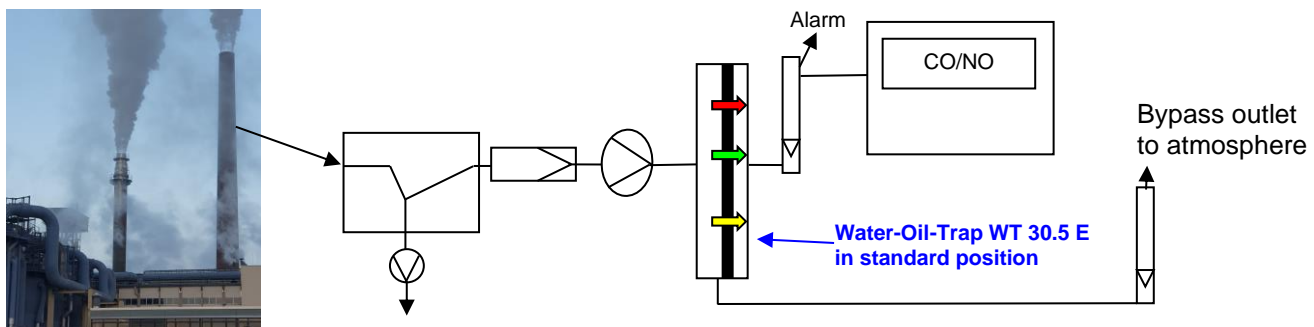 Alarm
CO/NO
Bypass outlet
to atmosphere
Water-Oil-Trap WT 30.5 E
in standard position